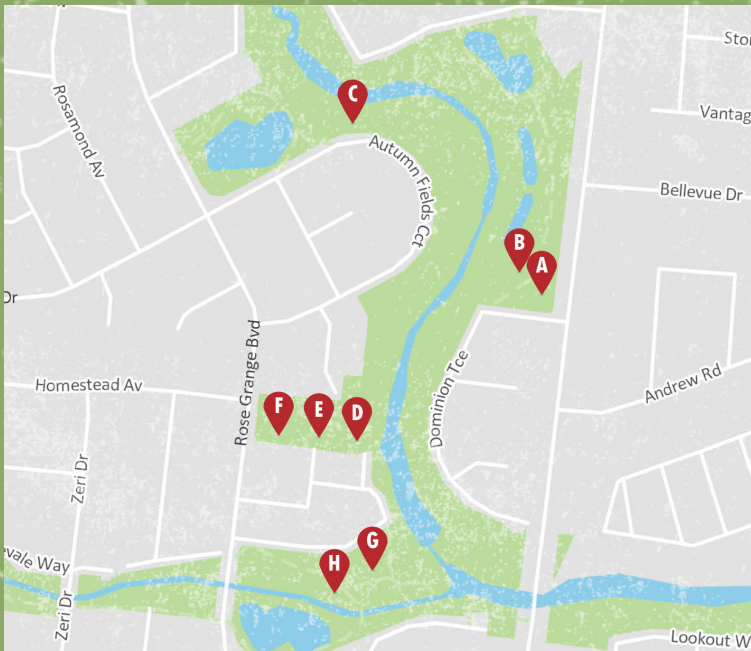 Rosamond Av
C
Autumn Fields Cct
Bellevue Dr
B
A
Dr
Rose Grange Bvd
Homestead Av
F
E
D
Dominion Tce
Andrew Rd
Zeri Dr
G
H
evale Way
Zeri Dr
Lookout W
Vantag
Stor